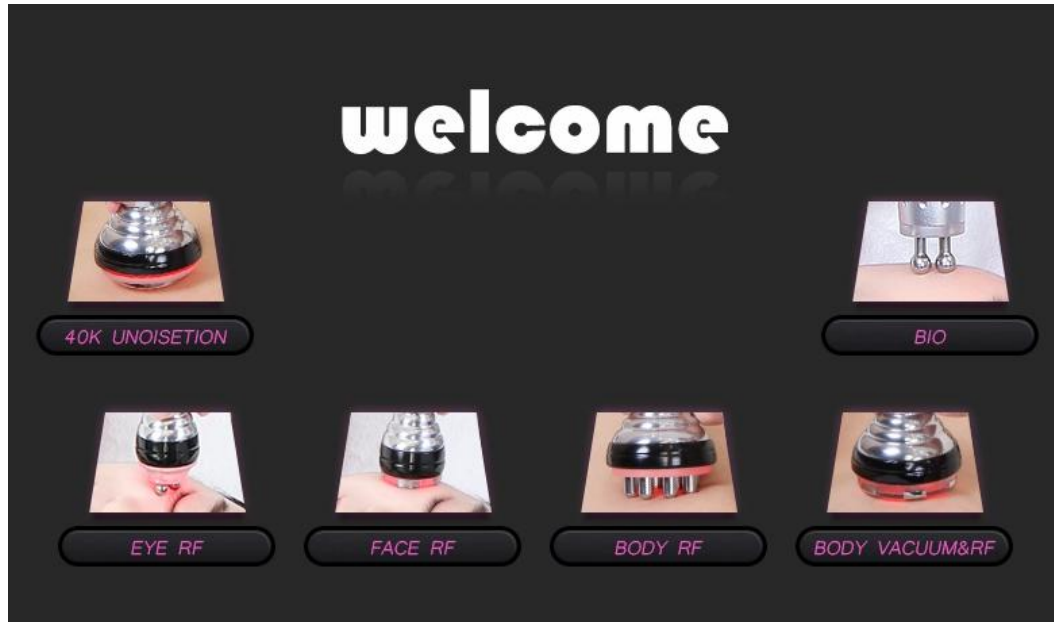 welcome
40K UNOISETION
BIO
EYE RF
FACE RF
BODY RF
BODY VACUUM&RF